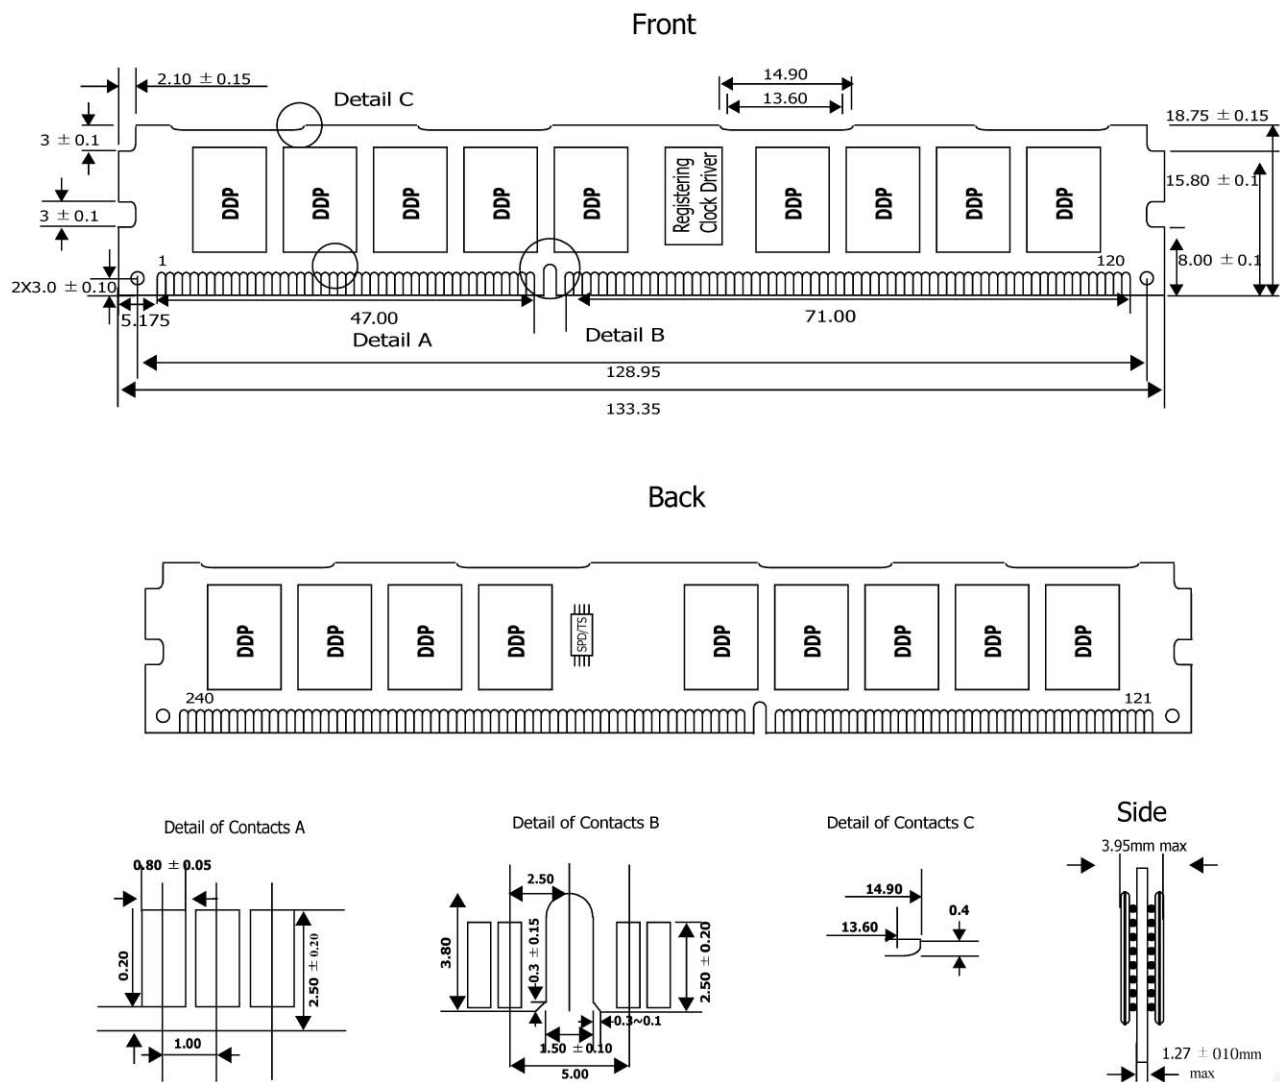 Front
2.10 ± 0.15
14.90
13.60
Detail C
18.75 ± 0.15
3 ± 0.1
DDP
DDP
DDP
DDP
DDP
Registering
Clock Driver
DDP
DDP
DDP
DDP
15.80 ± 0.1
3 ± 0.1
1
120
8.00 ± 0.1
2X3.0 ± 0.10
5.175
47.00
71.00
Detail A
Detail B
128.95
133.35
Back
DDP
DDP
DDP
DDP
SPD/TS
DDP
DDP
DDP
DDP
DDP
240
121
Detail of Contacts A
0.80 ± 0.05
0.20
2.50 ± 0.20
1.00
Detail of Contacts B
2.50
3.80
0.3 ± 0.15
2.50 ± 0.20
0.3~0.1
1.50 ± 0.10
5.00
Detail of Contacts C
14.90
13.60
0.4
Side
3.95mm max
1.27 ± 010mm
max